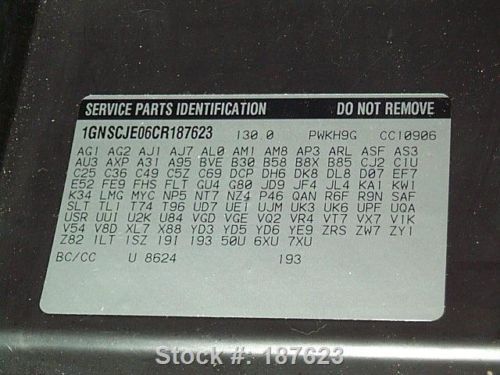 SERVICE PARTS IDENTIFICATION DO NOT REMOVE
1GNSCJE06CR187623 130.0 PWKH9G CC10906
AG1 AG2 AJ1 AJ7 AL0 AM1 AM8 AP3 ARL ASF AS3
AU3 AXP A31 A95 BVE B30 B58 B8X B85 CJ2 C1U
C25 C36 C49 C5Z C69 DCP DH6 DK8 DL8 D07 EF7
E52 FE9 FHS FLT GU4 G80 JD9 JF4 JL4 KA1 KW1
K34 LMG MYC NP5 NT7 NZ4 P46 QAN R6F R9N SAF
SLT TL1 T74 T96 UD7 UE1 UJM UK3 UK6 UPF UQA
USR UU1 U2K U84 VGD VGE VQ2 VR4 VT7 VX7 V1K
V54 V8D XL7 X88 YD3 YD5 YD6 YE9 ZRS ZW7 ZY1
Z82 1LT 1SZ 191 193 50U 6XU 7XU
BC/CC U 8624 193
Stock #: 187623